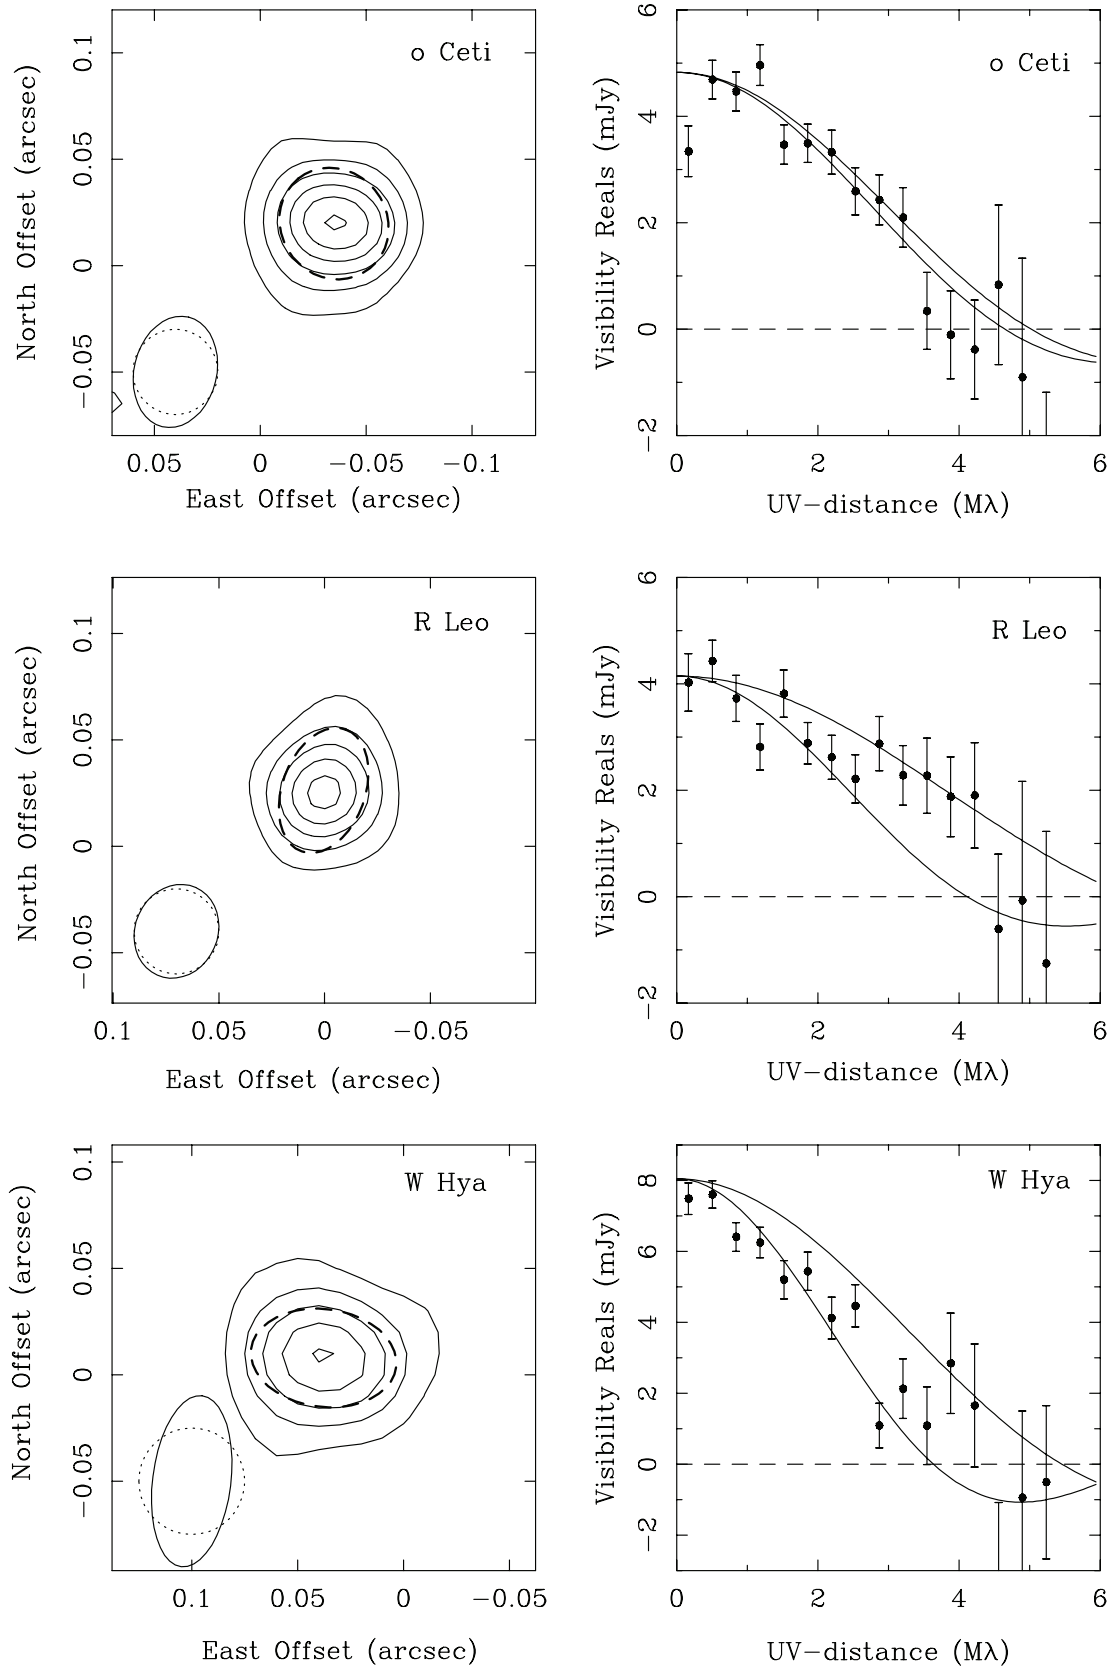 o Ceti
North Offset (arcsec)
0.1
0.05
0
−0.05
0.05 0 −0.05 −0.1
East Offset (arcsec)
o Ceti
Visibility Reals (mJy)
6
4
2
0
−2
0 2 4 6
UV−distance (Mλ)
R Leo
North Offset (arcsec)
0.1
0.05
0
−0.05
0.1 0.05 0 −0.05
East Offset (arcsec)
R Leo
Visibility Reals (mJy)
6
4
2
0
−2
0 2 4 6
UV−distance (Mλ)
W Hya
North Offset (arcsec)
0.1
0.05
0
−0.05
0.1 0.05 0 −0.05
East Offset (arcsec)
W Hya
Visibility Reals (mJy)
8
6
4
2
0
−2
0 2 4 6
UV−distance (Mλ)